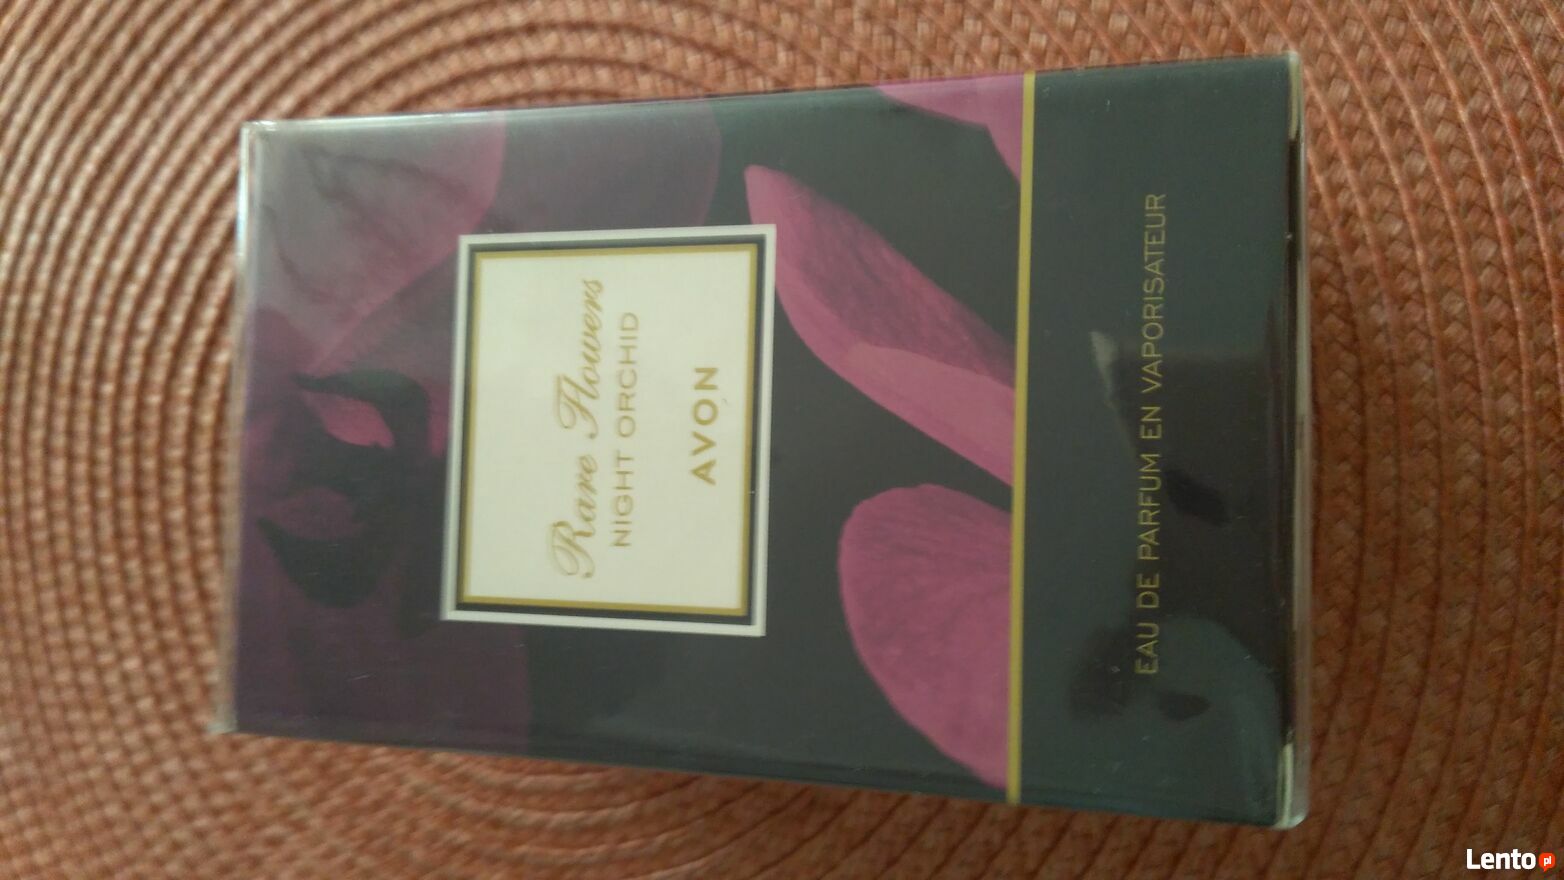 Rare Flowers
NIGHT ORCHID
AVON
EAU DE PARFUM EN VAPORISATEUR
Lento pl